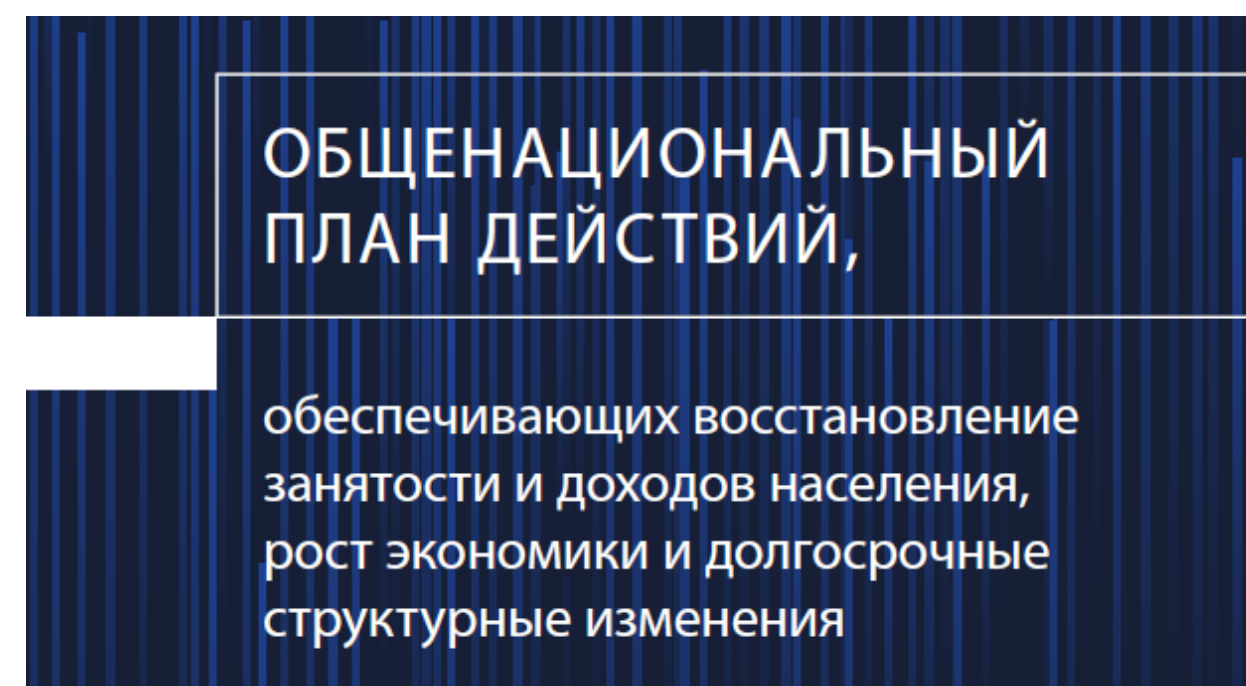 ОБЩЕНАЦИОНАЛЬНЫЙ
ПЛАН ДЕЙСТВИЙ,
обеспечивающих восстановление
занятости и доходов населения,
рост экономики и долгосрочные
структурные изменения